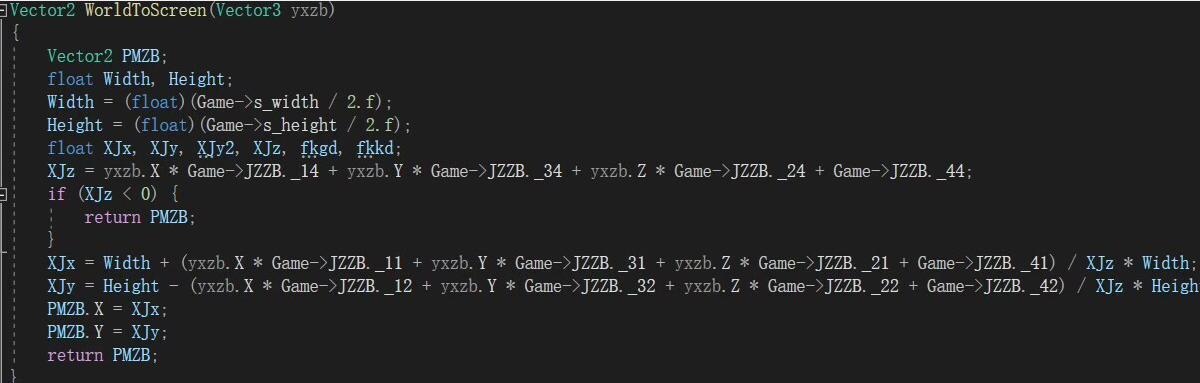 Vector2 WorldToScreen(Vector3 yxzb)
{
Vector2 PMZB;
float Width, Height;
Width = (float)(Game->s_width / 2.f);
Height = (float)(Game->s_height / 2.f);
float XJx, XJy, XJy2, XJz, fkgd, fkkd;
XJz = yxzb.X * Game->JZZB._14 + yxzb.Y * Game->JZZB._34 + yxzb.Z * Game->JZZB._24 + Game->JZZB._44;
if (XJz < 0) {
return PMZB;
}
XJx = Width + (yxzb.X * Game->JZZB._11 + yxzb.Y * Game->JZZB._31 + yxzb.Z * Game->JZZB._21 + Game->JZZB._41) / XJz * Width;
XJy = Height - (yxzb.X * Game->JZZB._12 + yxzb.Y * Game->JZZB._32 + yxzb.Z * Game->JZZB._22 + Game->JZZB._42) / XJz * Heigh
PMZB.X = XJx;
PMZB.Y = XJy;
return PMZB;
}